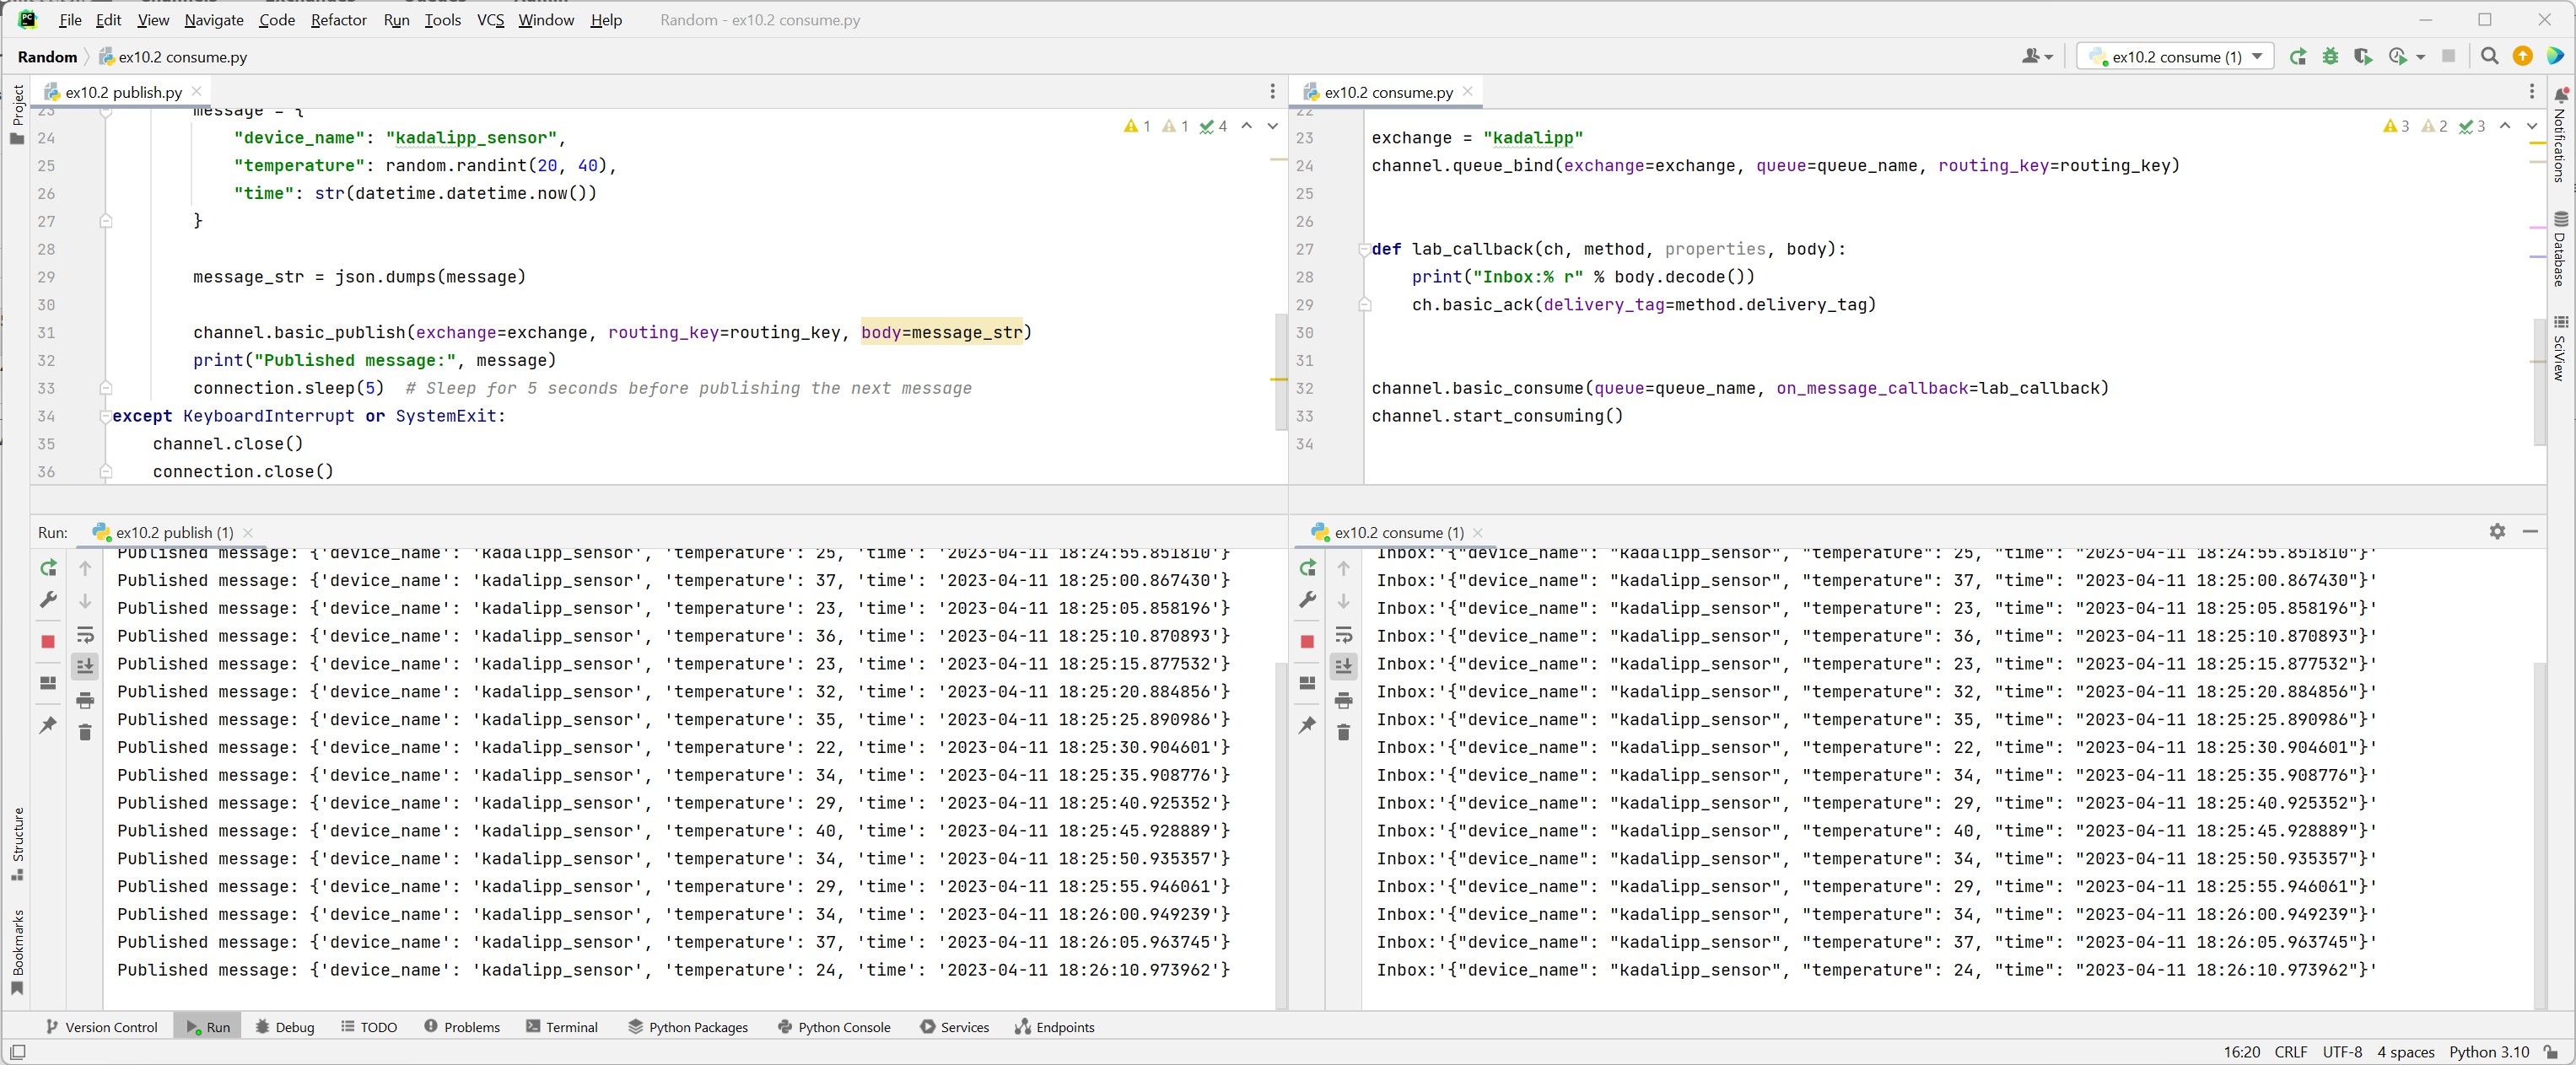 File Edit View Navigate Code Refactor Run Tools VCS Window Help Random - ex10.2 consume.py
Random ex10.2 consume.py
ex10.2 consume (1)
ex10.2 publish.py
23 message = {
24 "device_name": "kadalipp_sensor",
25 "temperature": random.randint(20, 40),
26 "time": str(datetime.datetime.now())
27 }
28
29 message_str = json.dumps(message)
30
31 channel.basic_publish(exchange=exchange, routing_key=routing_key, body=message_str)
32 print("Published message:", message)
33 connection.sleep(5) # Sleep for 5 seconds before publishing the next message
34 except KeyboardInterrupt or SystemExit:
35 channel.close()
36 connection.close()
1 1 4
ex10.2 consume.py
22
23 exchange = "kadalipp"
24 channel.queue_bind(exchange=exchange, queue=queue_name, routing_key=routing_key)
25
26
27 def lab_callback(ch, method, properties, body):
28 print("Inbox:% r" % body.decode())
29 ch.basic_ack(delivery_tag=method.delivery_tag)
30
31
32 channel.basic_consume(queue=queue_name, on_message_callback=lab_callback)
33 channel.start_consuming()
34
3 2 3
Run: ex10.2 publish (1)
Published message: {'device_name': 'kadalipp_sensor', 'temperature': 25, 'time': '2023-04-11 18:24:55.851810'}
Published message: {'device_name': 'kadalipp_sensor', 'temperature': 37, 'time': '2023-04-11 18:25:00.867430'}
Published message: {'device_name': 'kadalipp_sensor', 'temperature': 23, 'time': '2023-04-11 18:25:05.858196'}
Published message: {'device_name': 'kadalipp_sensor', 'temperature': 36, 'time': '2023-04-11 18:25:10.870893'}
Published message: {'device_name': 'kadalipp_sensor', 'temperature': 23, 'time': '2023-04-11 18:25:15.877532'}
Published message: {'device_name': 'kadalipp_sensor', 'temperature': 32, 'time': '2023-04-11 18:25:20.884856'}
Published message: {'device_name': 'kadalipp_sensor', 'temperature': 35, 'time': '2023-04-11 18:25:25.890986'}
Published message: {'device_name': 'kadalipp_sensor', 'temperature': 22, 'time': '2023-04-11 18:25:30.904601'}
Published message: {'device_name': 'kadalipp_sensor', 'temperature': 34, 'time': '2023-04-11 18:25:35.908776'}
Published message: {'device_name': 'kadalipp_sensor', 'temperature': 29, 'time': '2023-04-11 18:25:40.925352'}
Published message: {'device_name': 'kadalipp_sensor', 'temperature': 40, 'time': '2023-04-11 18:25:45.928889'}
Published message: {'device_name': 'kadalipp_sensor', 'temperature': 34, 'time': '2023-04-11 18:25:50.935357'}
Published message: {'device_name': 'kadalipp_sensor', 'temperature': 29, 'time': '2023-04-11 18:25:55.946061'}
Published message: {'device_name': 'kadalipp_sensor', 'temperature': 34, 'time': '2023-04-11 18:26:00.949239'}
Published message: {'device_name': 'kadalipp_sensor', 'temperature': 37, 'time': '2023-04-11 18:26:05.963745'}
Published message: {'device_name': 'kadalipp_sensor', 'temperature': 24, 'time': '2023-04-11 18:26:10.973962'}
ex10.2 consume (1)
Inbox:'{"device_name": "kadalipp_sensor", "temperature": 25, "time": "2023-04-11 18:24:55.851810"}'
Inbox:'{"device_name": "kadalipp_sensor", "temperature": 37, "time": "2023-04-11 18:25:00.867430"}'
Inbox:'{"device_name": "kadalipp_sensor", "temperature": 23, "time": "2023-04-11 18:25:05.858196"}'
Inbox:'{"device_name": "kadalipp_sensor", "temperature": 36, "time": "2023-04-11 18:25:10.870893"}'
Inbox:'{"device_name": "kadalipp_sensor", "temperature": 23, "time": "2023-04-11 18:25:15.877532"}'
Inbox:'{"device_name": "kadalipp_sensor", "temperature": 32, "time": "2023-04-11 18:25:20.884856"}'
Inbox:'{"device_name": "kadalipp_sensor", "temperature": 35, "time": "2023-04-11 18:25:25.890986"}'
Inbox:'{"device_name": "kadalipp_sensor", "temperature": 22, "time": "2023-04-11 18:25:30.904601"}'
Inbox:'{"device_name": "kadalipp_sensor", "temperature": 34, "time": "2023-04-11 18:25:35.908776"}'
Inbox:'{"device_name": "kadalipp_sensor", "temperature": 29, "time": "2023-04-11 18:25:40.925352"}'
Inbox:'{"device_name": "kadalipp_sensor", "temperature": 40, "time": "2023-04-11 18:25:45.928889"}'
Inbox:'{"device_name": "kadalipp_sensor", "temperature": 34, "time": "2023-04-11 18:25:50.935357"}'
Inbox:'{"device_name": "kadalipp_sensor", "temperature": 29, "time": "2023-04-11 18:25:55.946061"}'
Inbox:'{"device_name": "kadalipp_sensor", "temperature": 34, "time": "2023-04-11 18:26:00.949239"}'
Inbox:'{"device_name": "kadalipp_sensor", "temperature": 37, "time": "2023-04-11 18:26:05.963745"}'
Inbox:'{"device_name": "kadalipp_sensor", "temperature": 24, "time": "2023-04-11 18:26:10.973962"}'
Project
Structure
Bookmarks
Notifications
Database
SciView
Version Control Run Debug TODO Problems Terminal Python Packages Python Console Services Endpoints
16:20 CRLF UTF-8 4 spaces Python 3.10